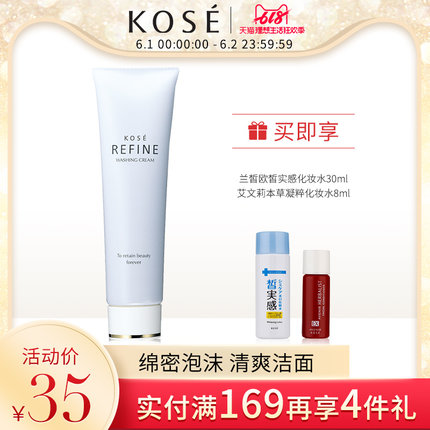 KOSÉ
618
天猫理想生活狂欢季
6.1 00:00:00 - 6.2 23:59:59
KOSÉ
REFINE
WASHING CREAM
To retain beauty
forever
买即享
兰皙欧皙实感化妆水30ml
艾文莉本草凝粹化妆水8ml
皙
実
感
HERBALIST
EX
活动价
¥35
绵密泡沫 清爽洁面
实付满169再享4件礼